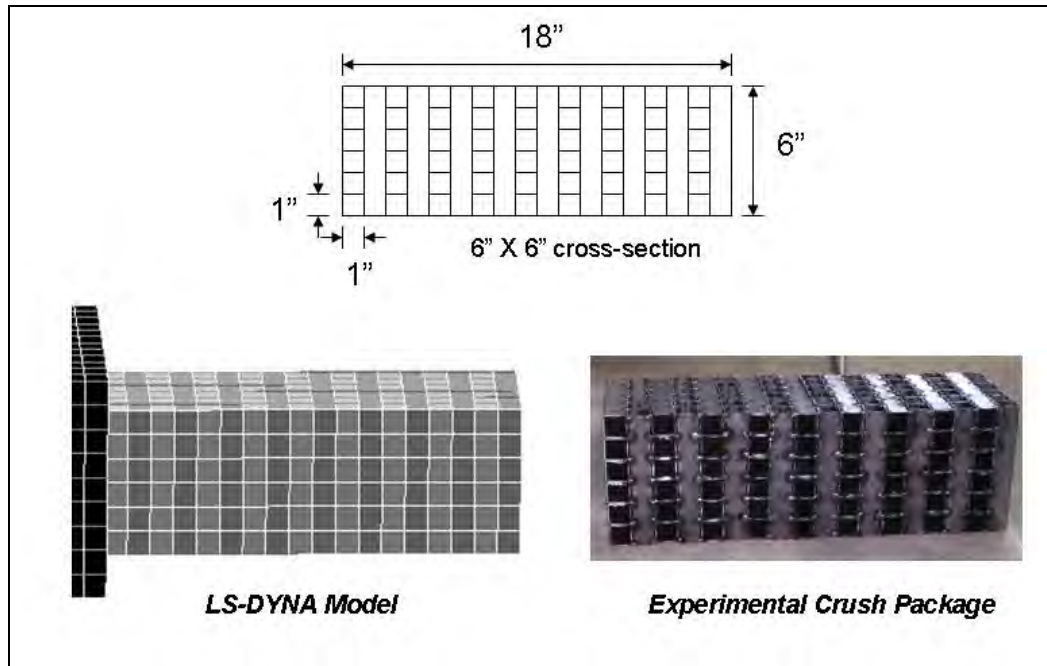 18”
6”
1”
6” X 6” cross-section
1”
LS-DYNA Model
Experimental Crush Package